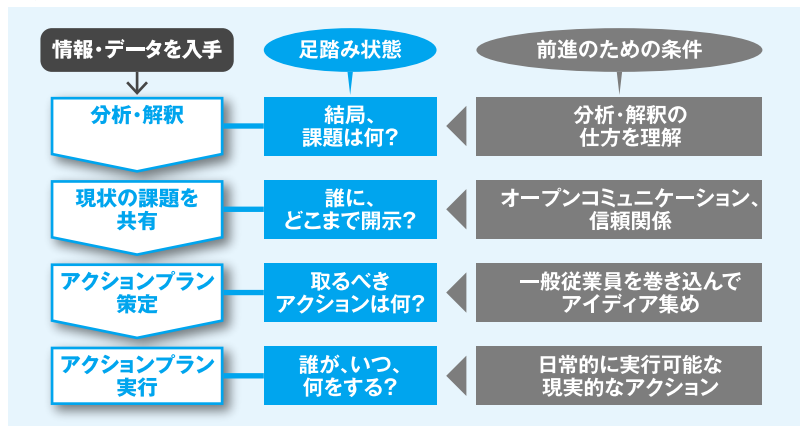 情報・データを入手
足踏み状態
前進のための条件
分析・解釈
結局、
課題は何？
分析・解釈の
仕方を理解
現状の課題を
共有
誰に、
どこまで開示？
オープンコミュニケーション、
信頼関係
アクションプラン
策定
取るべき
アクションは何？
一般従業員を巻き込んで
アイディア集め
アクションプラン
実行
誰が、いつ、
何をする？
日常的に実行可能な
現実的なアクション